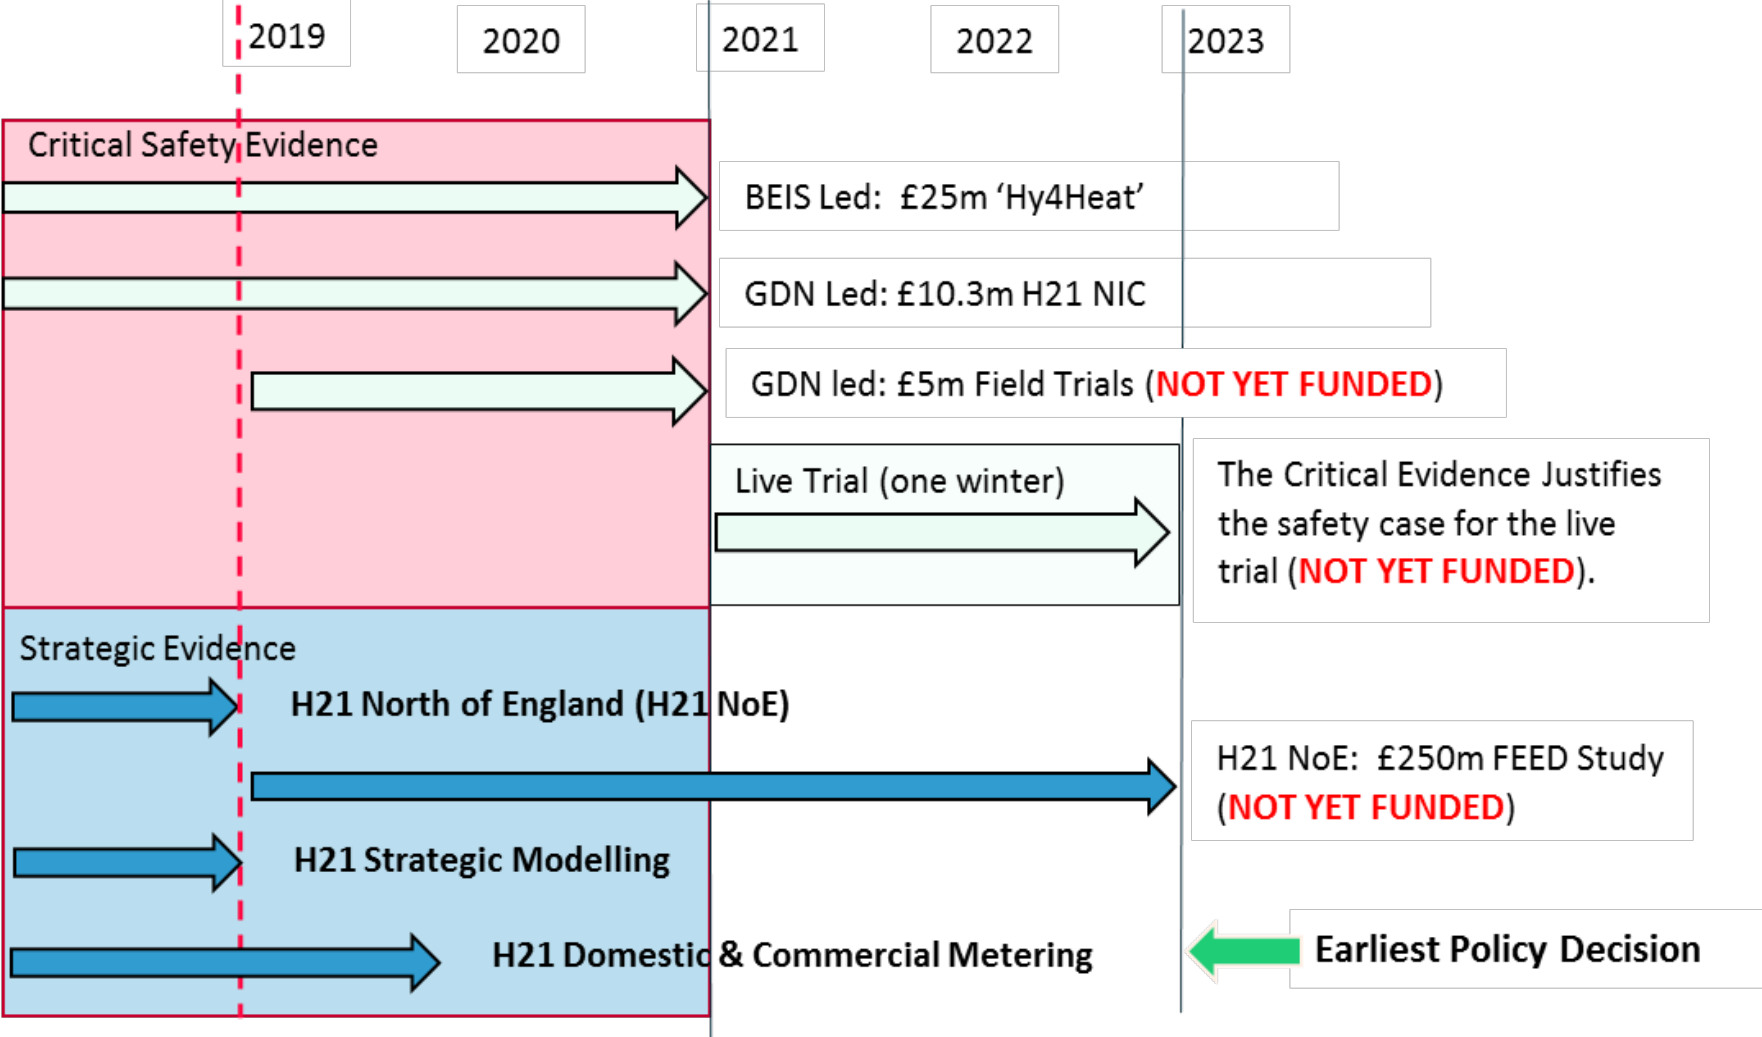 2019
2020
2021
2022
2023
Critical Safety Evidence
BEIS Led:  £25m ‘Hy4Heat’
GDN Led: £10.3m H21 NIC
GDN led: £5m Field Trials (NOT YET FUNDED)
Live Trial (one winter)
The Critical Evidence Justifies
the safety case for the live
trial (NOT YET FUNDED).
Strategic Evidence
H21 North of England (H21 NoE)
H21 NoE:  £250m FEED Study
(NOT YET FUNDED)
H21 Strategic Modelling
H21 Domestic & Commercial Metering
Earliest Policy Decision